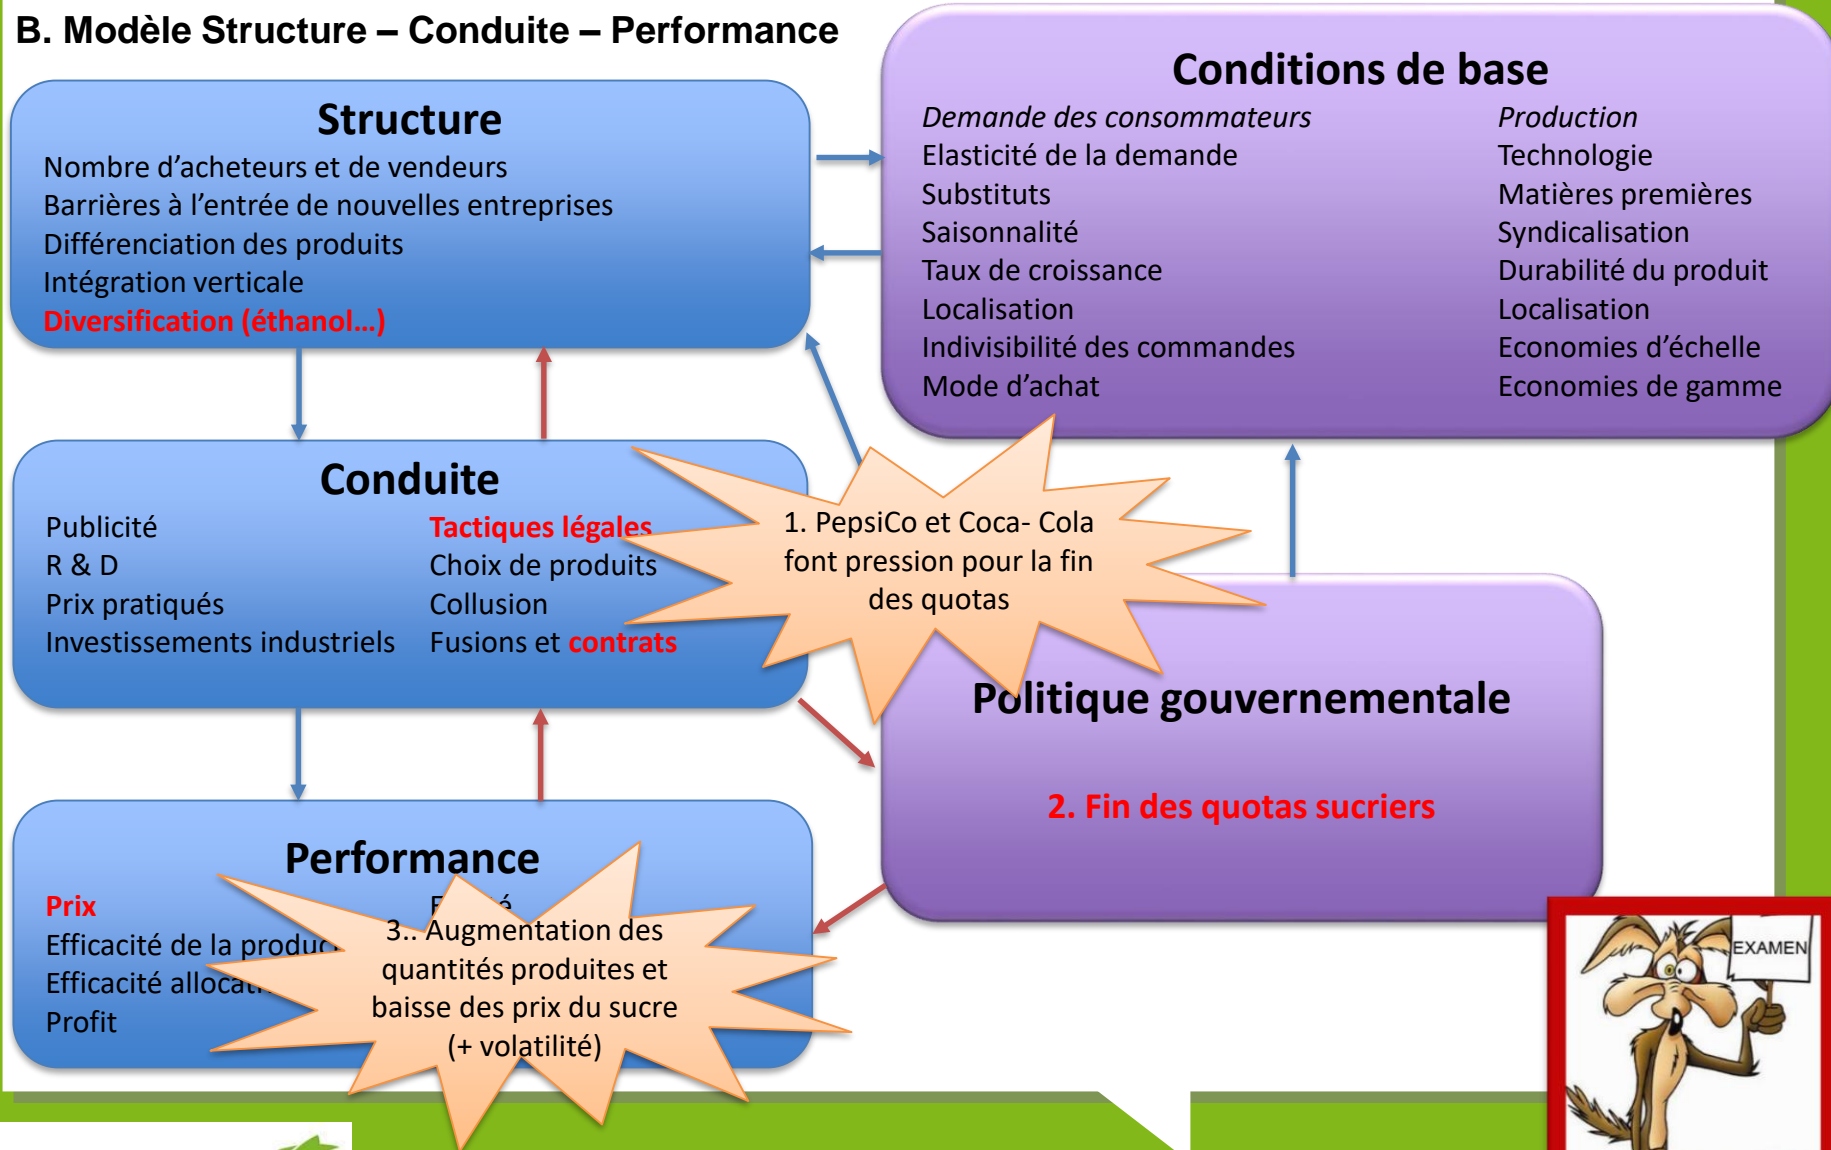 B. Modèle Structure – Conduite – Performance
Structure
Nombre d'acheteurs et de vendeurs
Barrières à l'entrée de nouvelles entreprises
Différenciation des produits
Intégration verticale
Diversification (éthanol…)
Conditions de base
Demande des consommateurs
Elasticité de la demande
Substituts
Saisonnalité
Taux de croissance
Localisation
Indivisibilité des commandes
Mode d'achat
Production
Technologie
Matières premières
Syndicalisation
Durabilité du produit
Localisation
Economies d'échelle
Economies de gamme
Conduite
Publicité
R & D
Prix pratiqués
Investissements industriels
Tactiques légales
Choix de produits
Collusion
Fusions et contrats
1. PepsiCo et Coca- Cola
font pression pour la fin
des quotas
Politique gouvernementale
2. Fin des quotas sucriers
Performance
Prix
Efficacité de la
Efficacité
Profit
3.. Augmentation des
quantités produites et
baisse des prix du sucre
(+ volatilité)
EXAMEN